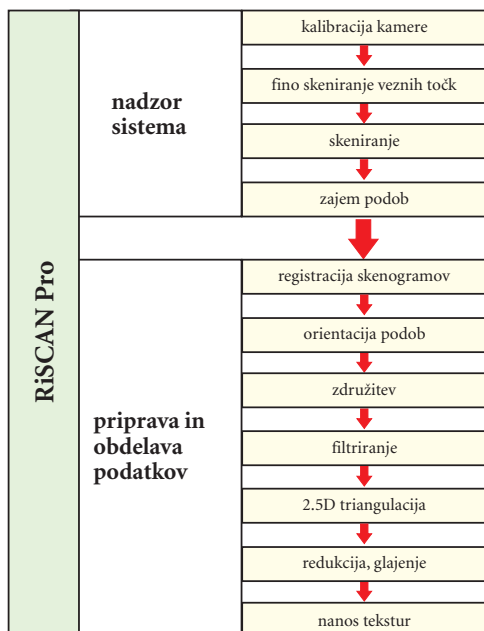 RiSCAN Pro
nadzor
sistema
kalibracija kamere
fino skeniranje veznih točk
skeniranje
zajem podob
priprava in
obdelava
podatkov
registracija skenogramov
orientacija podob
združitev
filtriranje
2.5D triangulacija
redukcija, glajenje
nanos tekstur